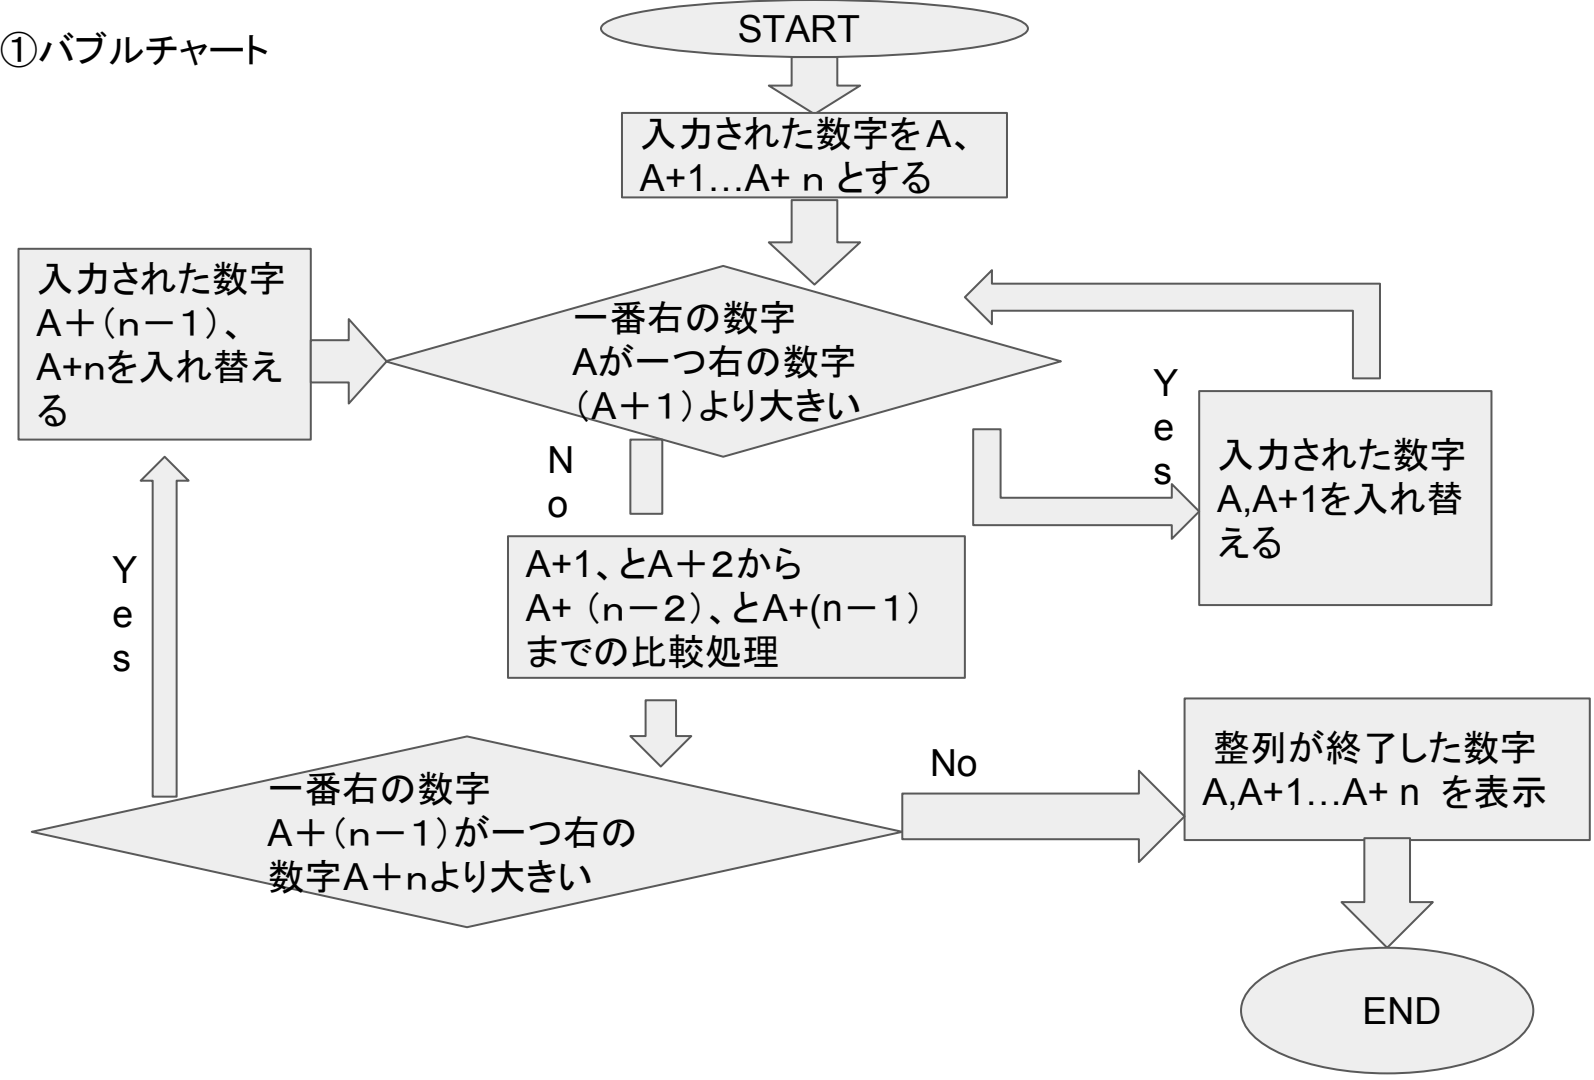 ①バブルチャート
START
入力された数字をA、
A+1…A+ｎとする
入力された数字
A＋（n－１）、
A+nを入れ替え
る
一番右の数字
Aが一つ右の数字
（A＋１）より大きい
Yes
入力された数字
A,A+1を入れ替
える
No
A+1、とA＋２から
A+（n－２）、とA+(n－１）
までの比較処理
Yes
一番右の数字
A＋（n－１）が一つ右の
数字A＋nより大きい
No
整列が終了した数字
A,A+1…A+ｎ を表示
END